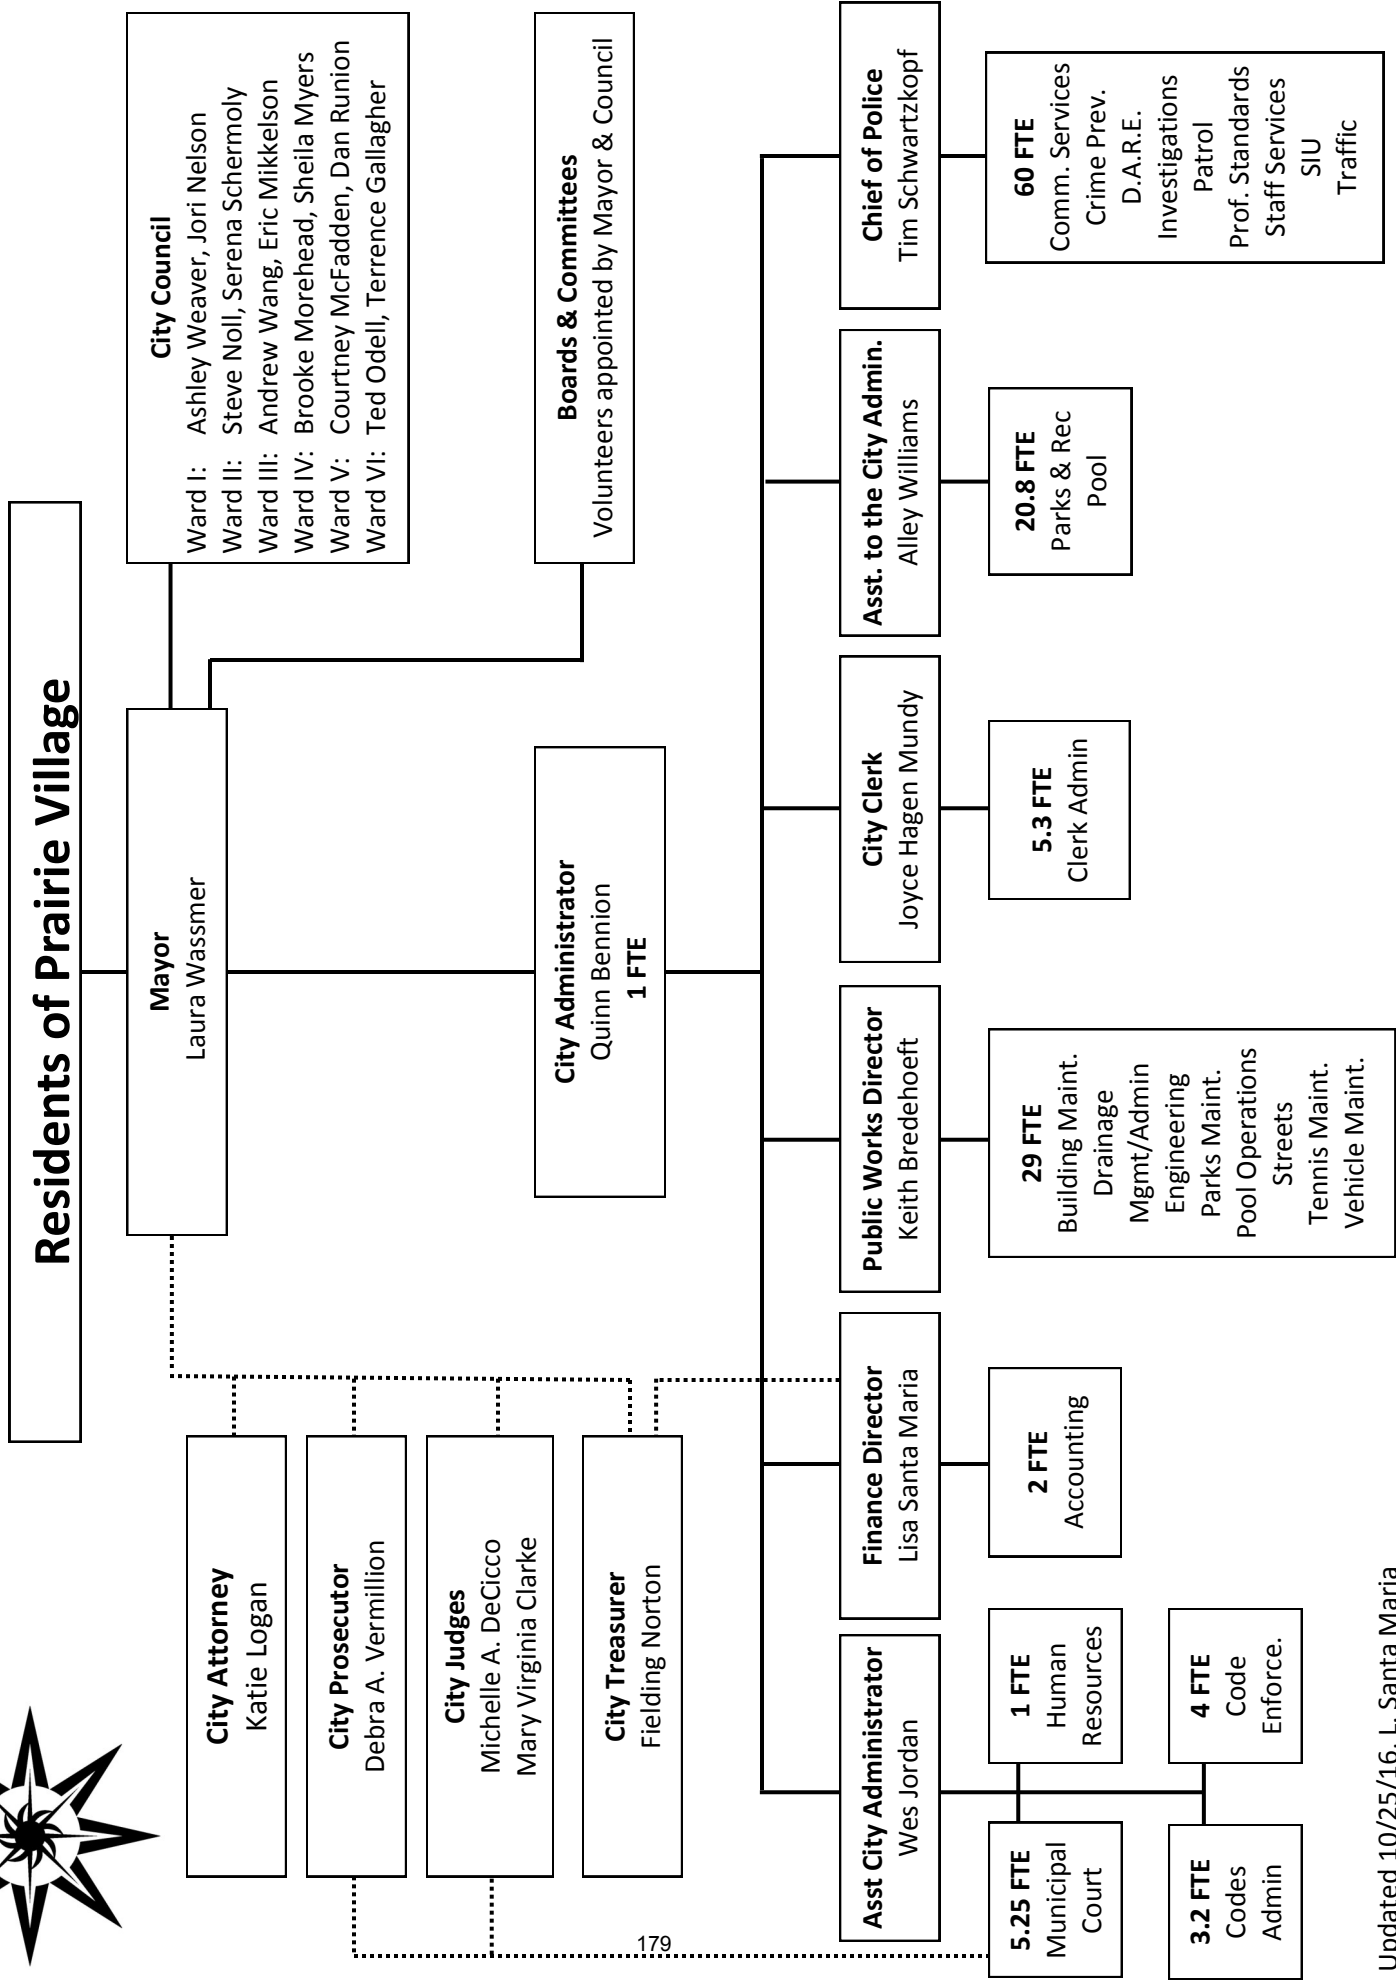 Residents of Prairie Village
Mayor
Laura Wassmer
City Council
Ward I: Ashley Weaver, Jori Nelson
Ward II: Steve Noll, Serena Schermoly
Ward III: Andrew Wang, Eric Mikkelson
Ward IV: Brooke Morehead, Sheila Myers
Ward V: Courtney McFadden, Dan Runion
Ward VI: Ted Odell, Terrence Gallagher
City Attorney
Katie Logan
City Prosecutor
Debra A. Vermillion
City Judges
Michelle A. DeCicco
Mary Virginia Clarke
City Treasurer
Fielding Norton
City Administrator
Quinn Bennion
1 FTE
Boards & Committees
Volunteers appointed by Mayor & Council
Asst City Administrator
Wes Jordan
Finance Director
Lisa Santa Maria
Public Works Director
Keith Bredehoeft
City Clerk
Joyce Hagen Mundy
Asst. to the City Admin.
Alley Williams
Chief of Police
Tim Schwartzkopf
5.25 FTE
Municipal
Court
1 FTE
Human
Resources
3.2 FTE
Codes
Admin
4 FTE
Code
Enforce.
2 FTE
Accounting
29 FTE
Building Maint.
Drainage
Mgmt/Admin
Engineering
Parks Maint.
Pool Operations
Streets
Tennis Maint.
Vehicle Maint.
5.3 FTE
Clerk Admin
20.8 FTE
Parks & Rec
Pool
60 FTE
Comm. Services
Crime Prev.
D.A.R.E.
Investigations
Patrol
Prof. Standards
Staff Services
SIU
Traffic
Updated 10/25/16, L. Santa Maria
179